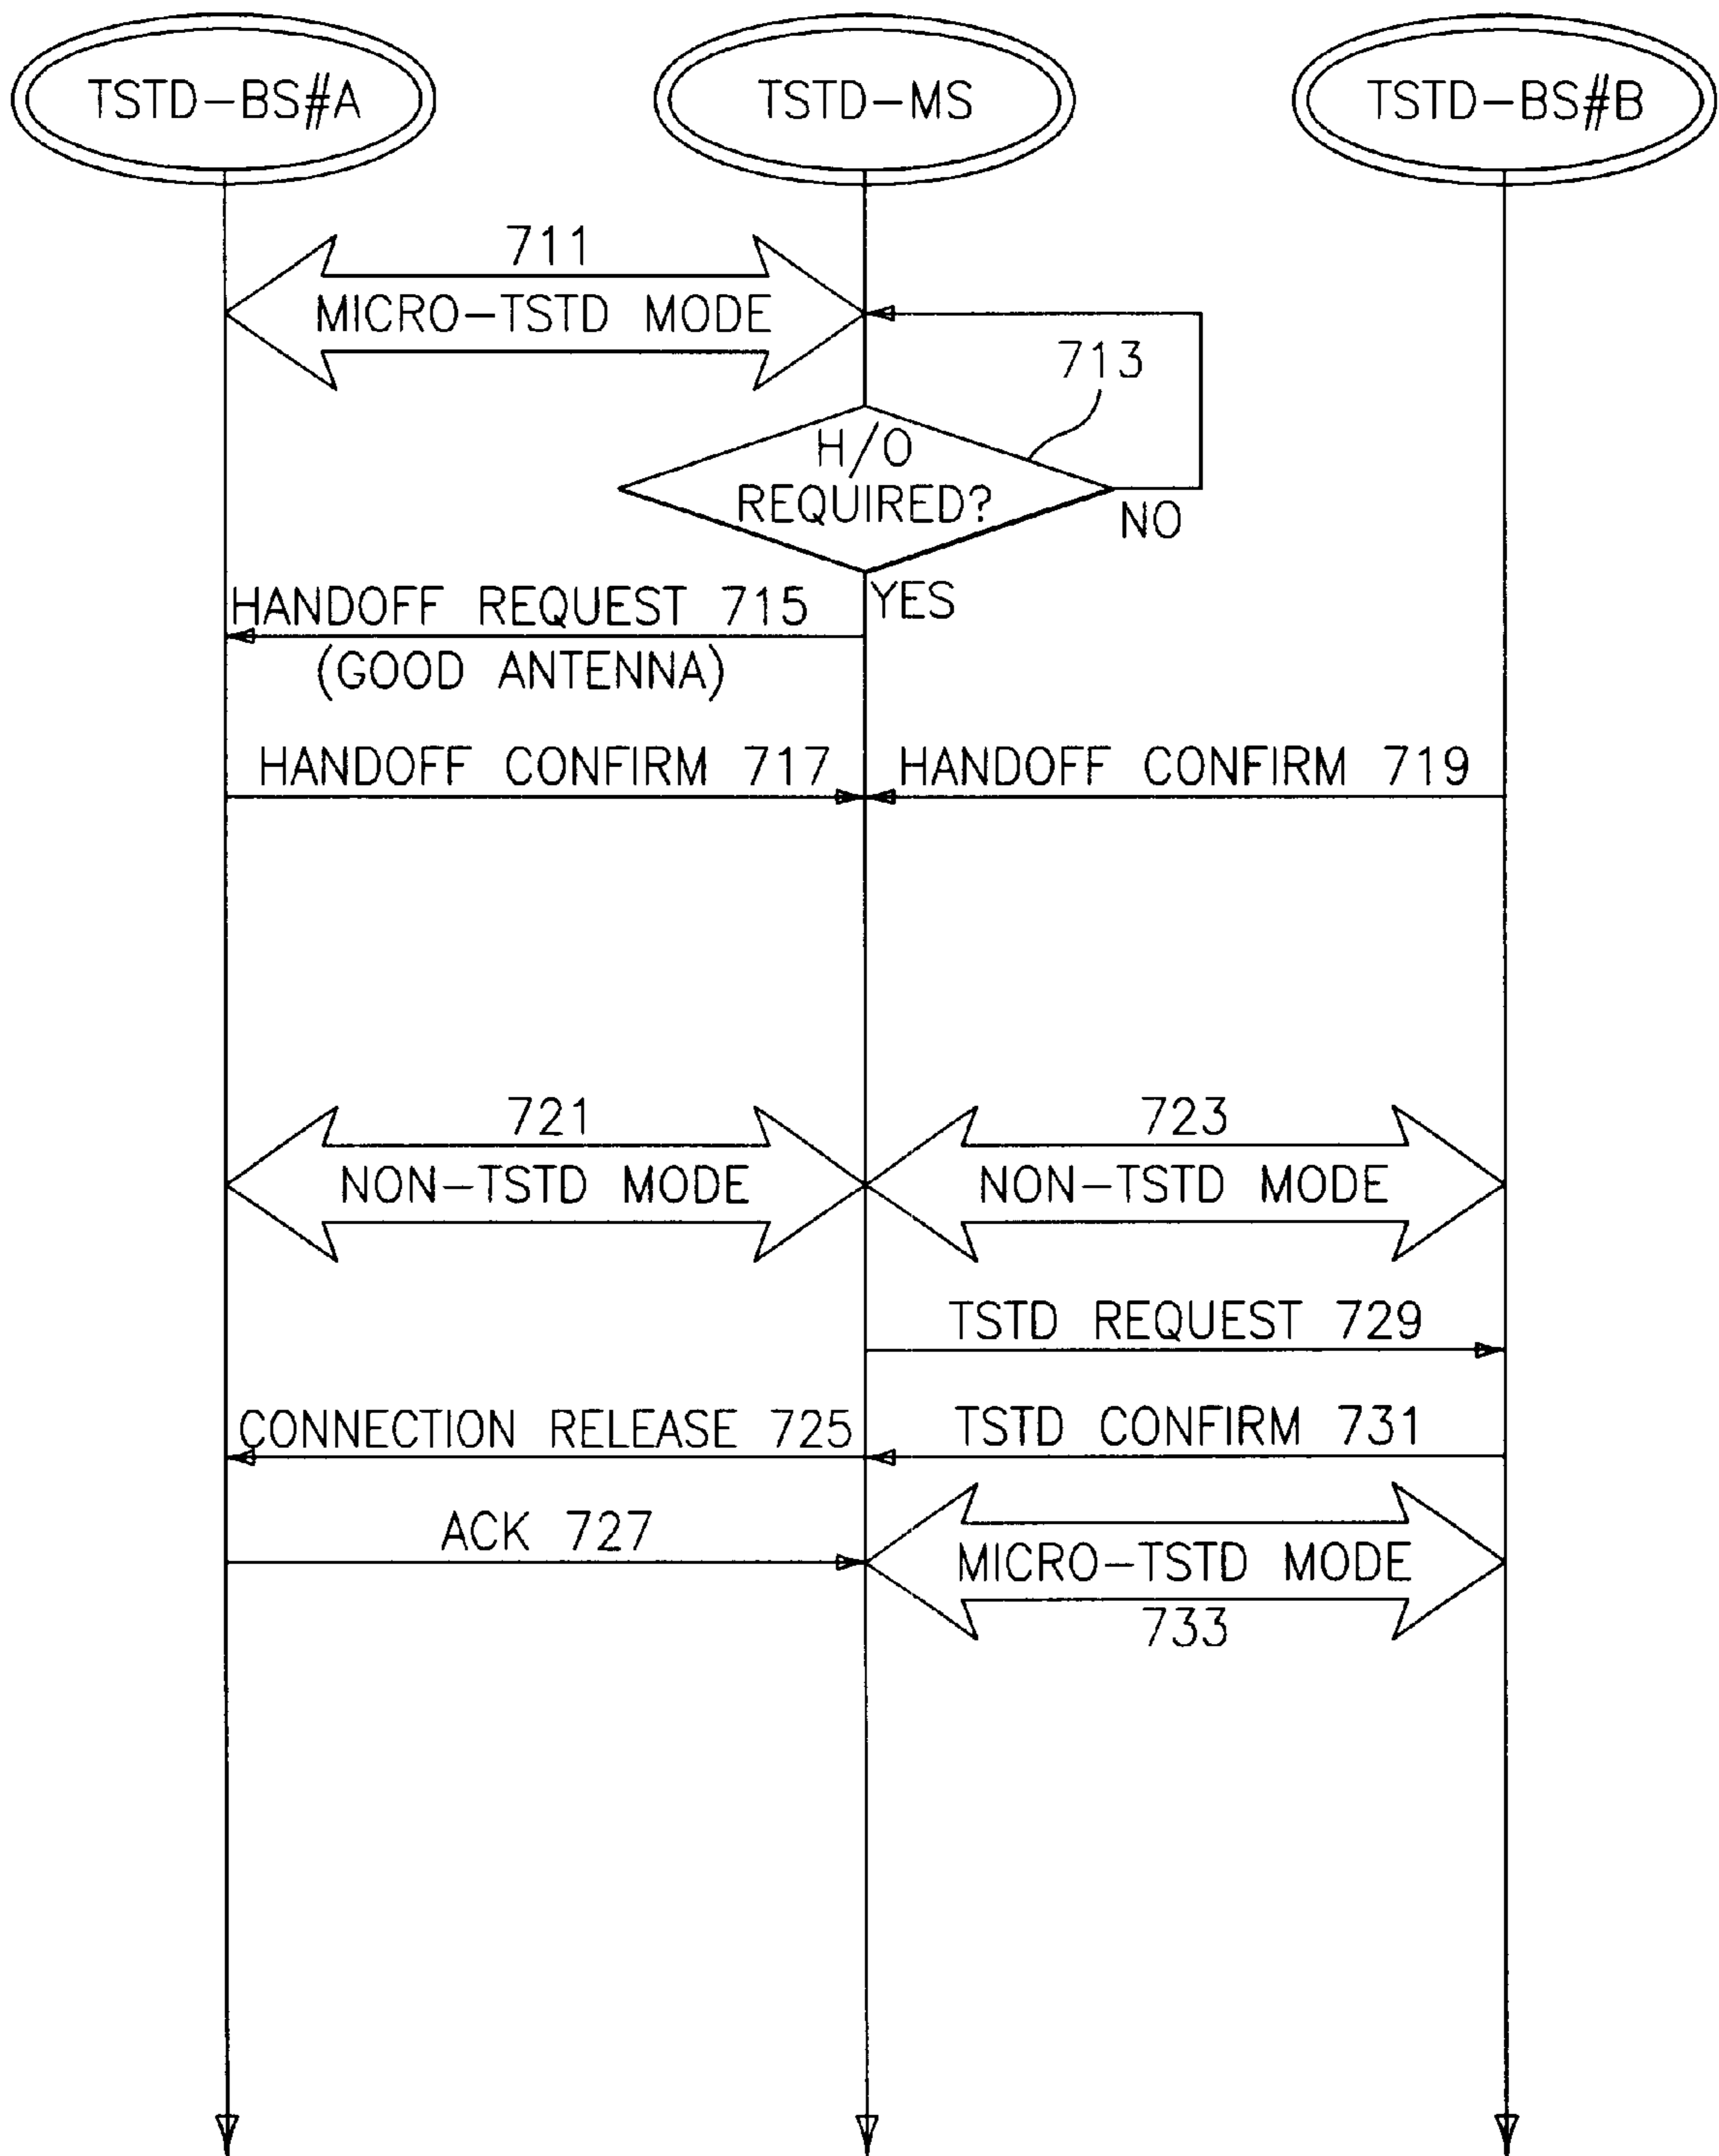 TSTD-BS#A
TSTD-MS
TSTD-BS#B
711
MICRO-TSTD MODE
713
H/O
REQUIRED?
NO
YES
HANDOFF REQUEST 715
(GOOD ANTENNA)
HANDOFF CONFIRM 717
HANDOFF CONFIRM 719
721
NON-TSTD MODE
723
NON-TSTD MODE
TSTD REQUEST 729
CONNECTION RELEASE 725
TSTD CONFIRM 731
ACK 727
MICRO-TSTD MODE
733